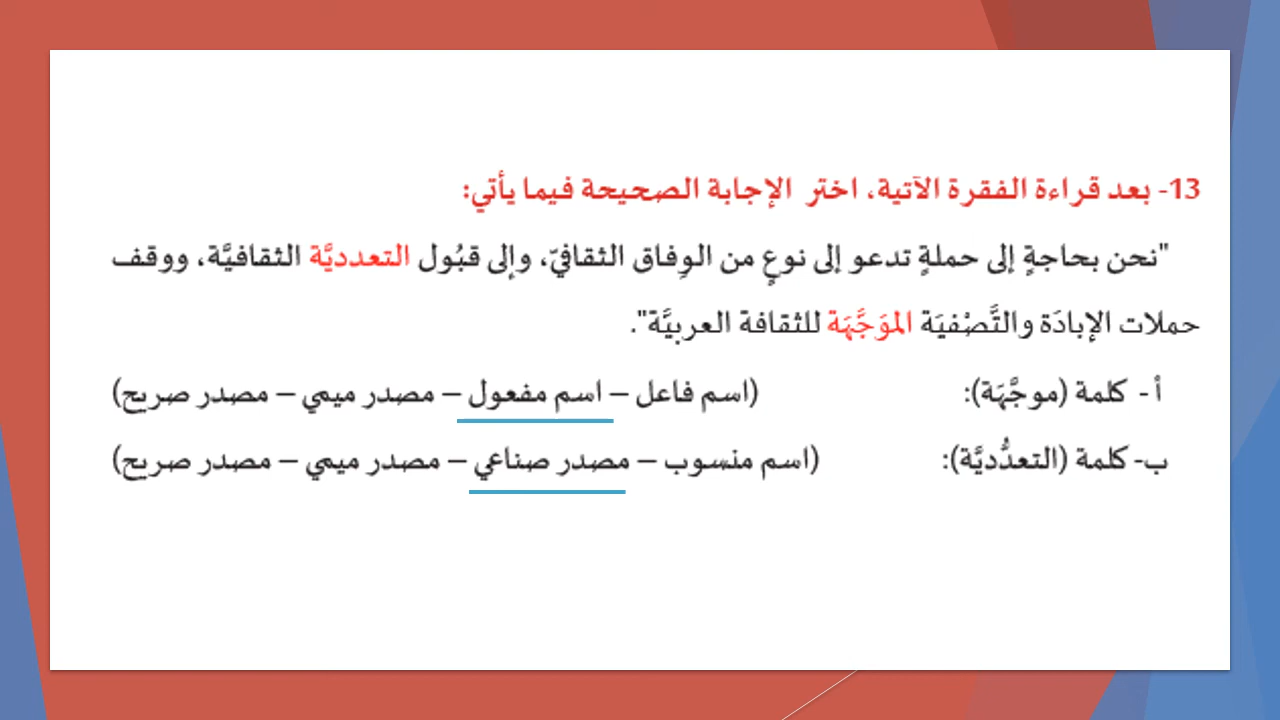 13- بعد قراءة الفقرة الآتية، اختر الإجابة الصحيحة فيما يأتي:
"نحن بحاجةٍ إلى حملةٍ تدعو إلى نوعٍ من الوِفاق الثقافيّ، وإلى قبُول التعدديَّة الثقافيَّة، ووقف
حملات الإبادَة والتَّصْفيَة الموَجَّهَة للثقافة العربيَّة".
أ - كلمة (موجَّهَة): (اسم فاعل – اسم مفعول – مصدر ميمي – مصدر صريح)
ب- كلمة (التعدُّديَّة): (اسم منسوب – مصدر صناعي – مصدر ميمي – مصدر صريح)